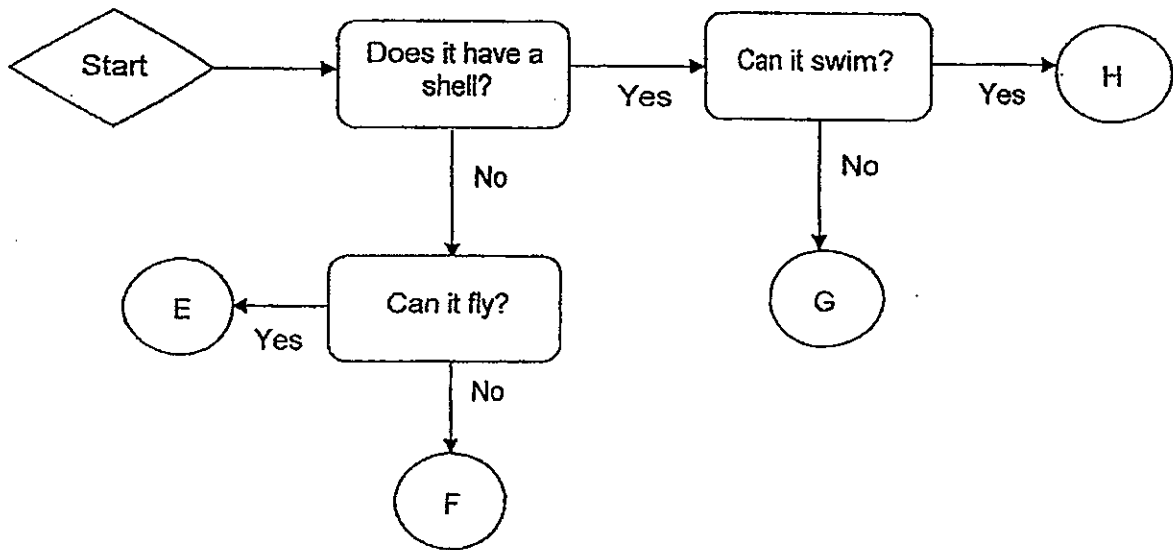 Start
Does it have a
shell?
Yes
Can it swim?
Yes
H
No
No
G
Can it fly?
Yes
E
No
F